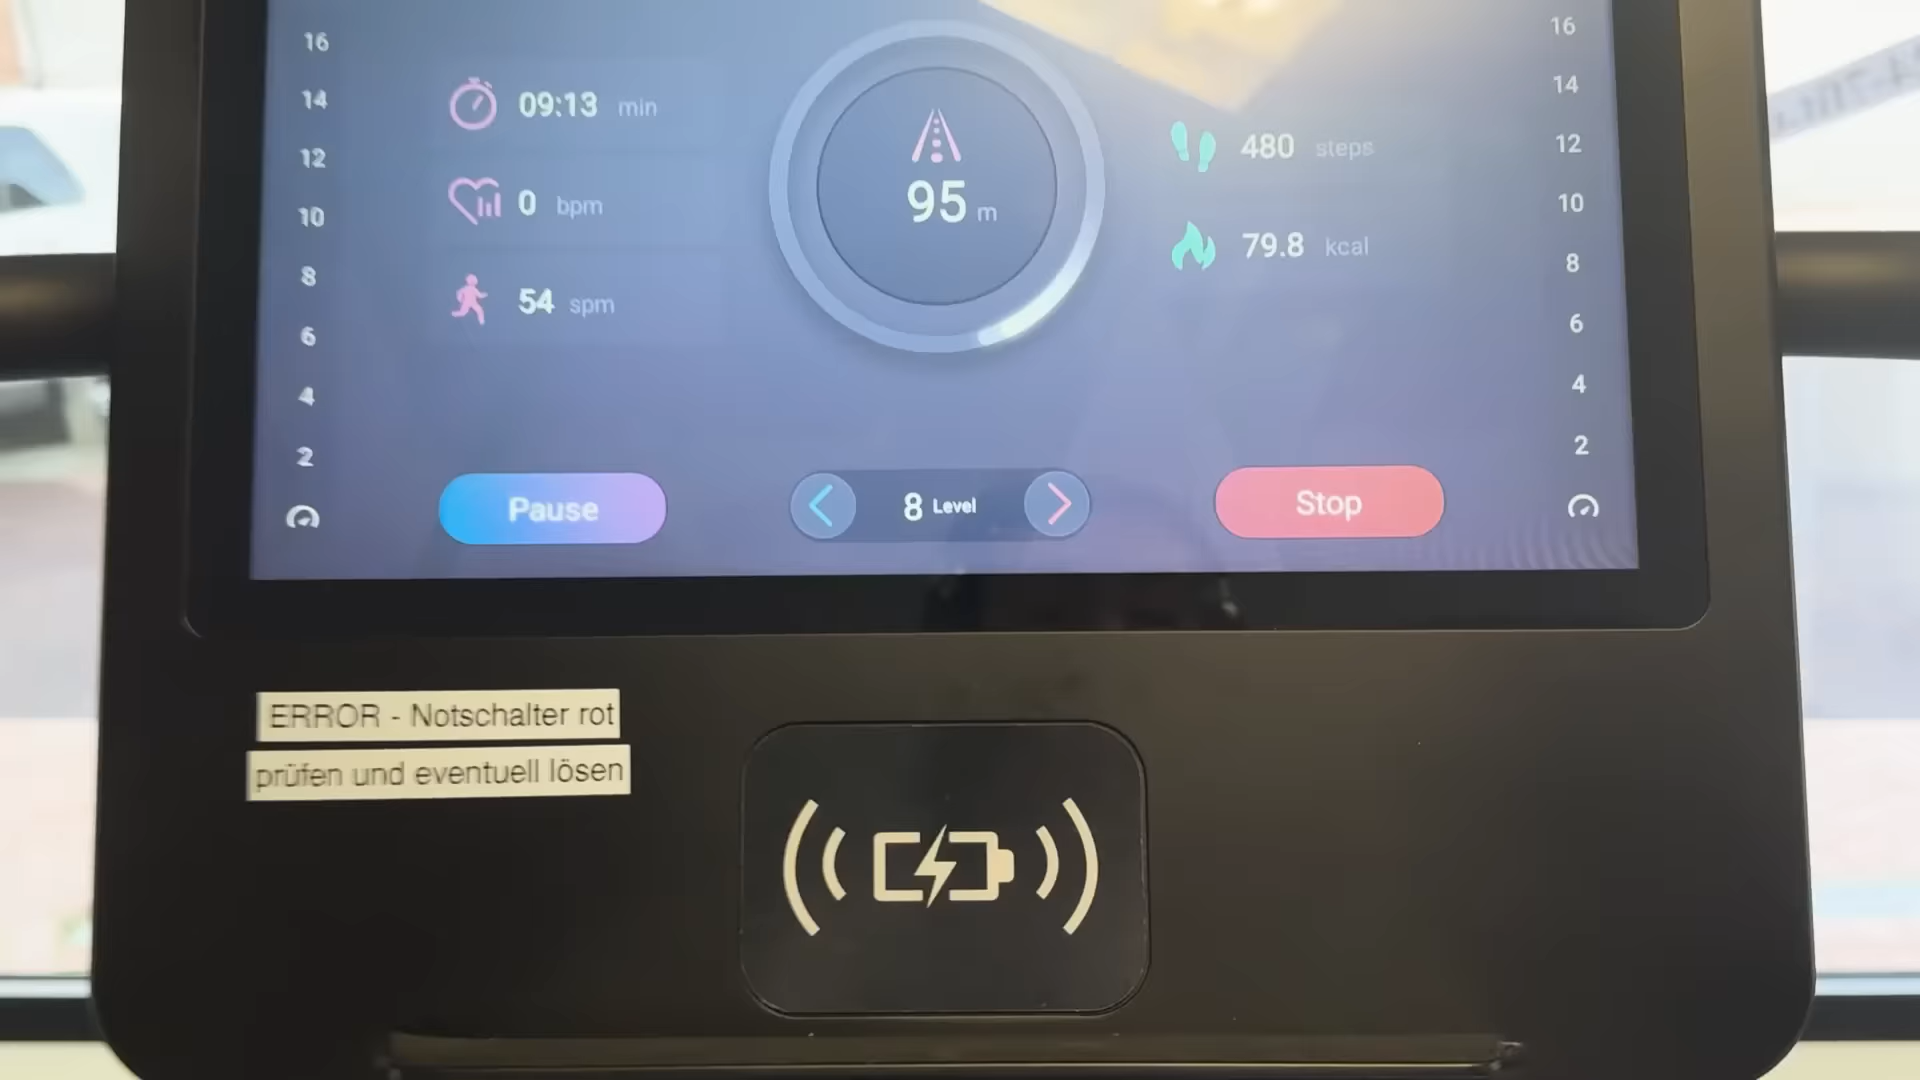 16
14
12
10
8
6
4
2
09:13 min
0 bpm
54 spm
95 m
480 steps
79.8 kcal
16
14
12
10
8
6
4
2
Pause
8 Level
Stop
ERROR - Notschalter rot
prüfen und eventuell lösen